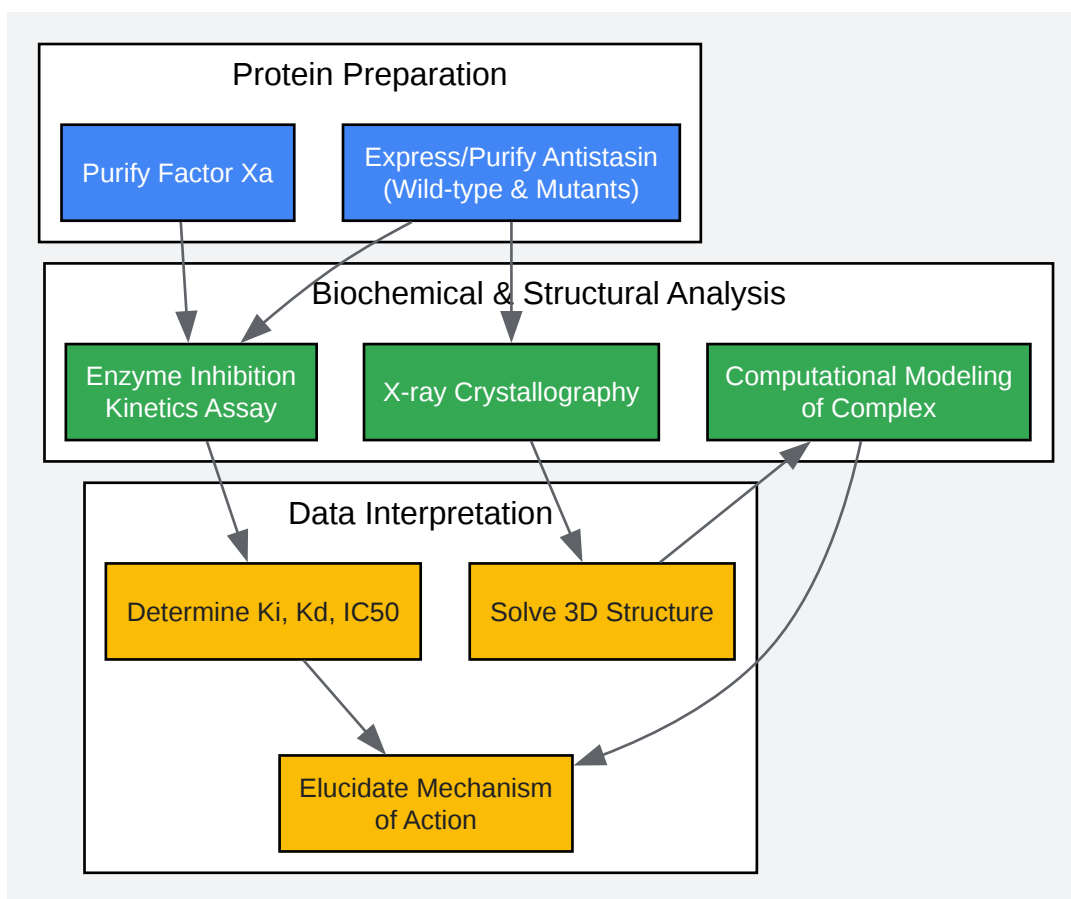 Protein Preparation
Purify Factor Xa
Express/Purify Antistasin
(Wild-type & Mutants)
Biochemical & Structural Analysis
Enzyme Inhibition
Kinetics Assay
X-ray Crystallography
Computational Modeling
of Complex
Data Interpretation
Determine Ki, Kd, IC50
Solve 3D Structure
Elucidate Mechanism
of Action